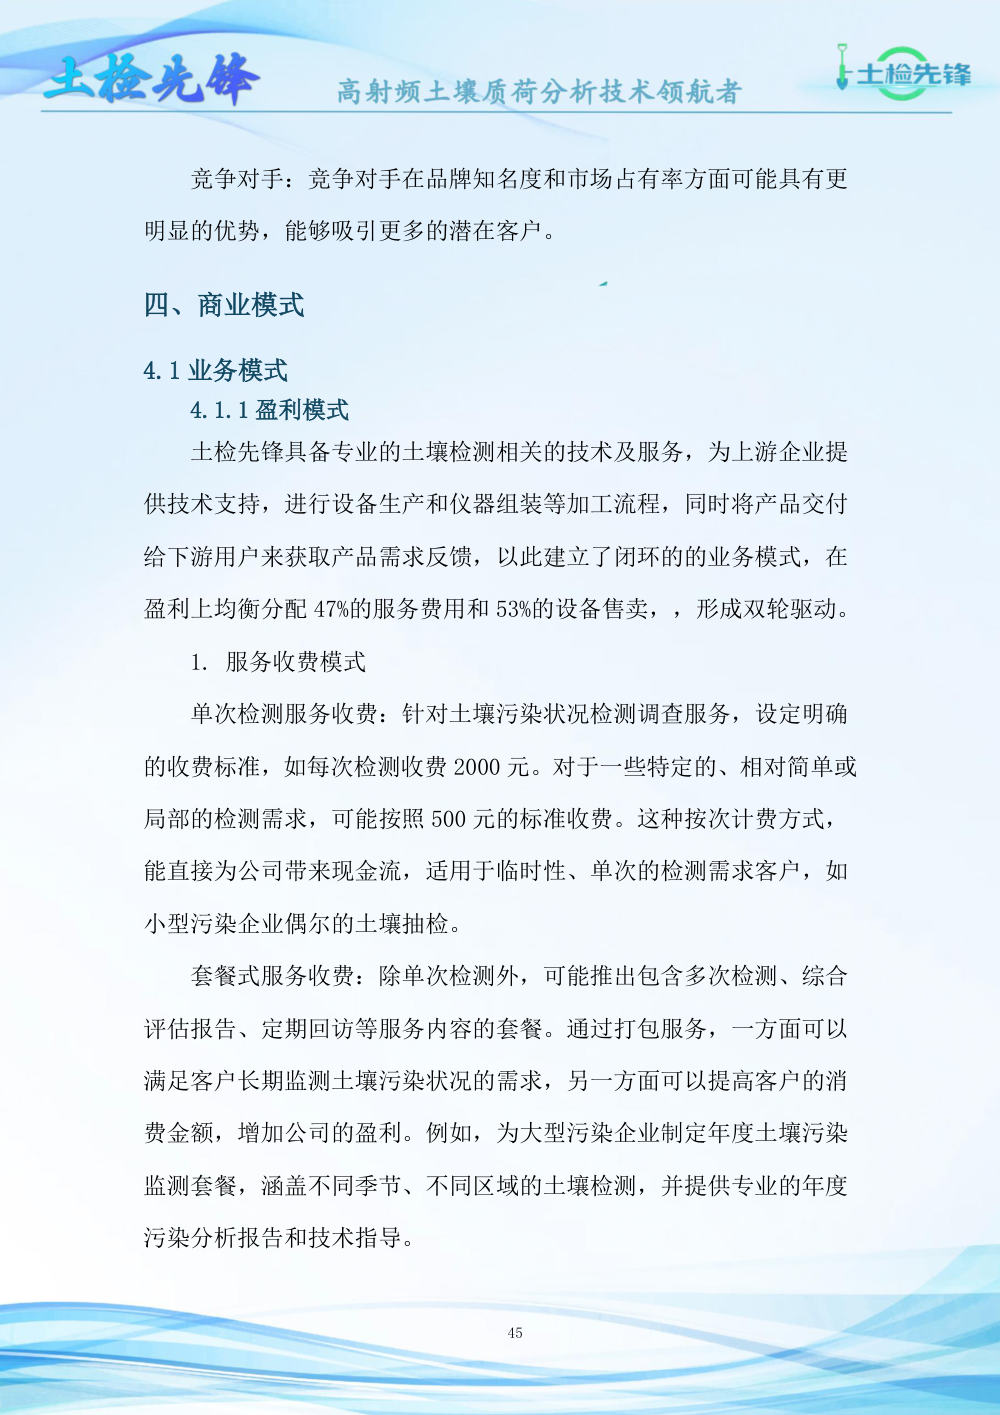 土检先锋
高射频土壤质荷分析技术领航者
土检先锋
竞争对手：竞争对手在品牌知名度和市场占有率方面可能具有更
明显的优势，能够吸引更多的潜在客户。
四、商业模式
4.1 业务模式
4.1.1 盈利模式
土检先锋具备专业的土壤检测相关的技术及服务，为上游企业提
供技术支持，进行设备生产和仪器组装等加工流程，同时将产品交付
给下游用户来获取产品需求反馈，以此建立了闭环的的业务模式，在
盈利上均衡分配 47%的服务费用和 53%的设备售卖，，形成双轮驱动。
1. 服务收费模式
单次检测服务收费：针对土壤污染状况检测调查服务，设定明确
的收费标准，如每次检测收费 2000 元。对于一些特定的、相对简单或
局部的检测需求，可能按照 500 元的标准收费。这种按次计费方式，
能直接为公司带来现金流，适用于临时性、单次的检测需求客户，如
小型污染企业偶尔的土壤抽检。
套餐式服务收费：除单次检测外，可能推出包含多次检测、综合
评估报告、定期回访等服务内容的套餐。通过打包服务，一方面可以
满足客户长期监测土壤污染状况的需求，另一方面可以提高客户的消
费金额，增加公司的盈利。例如，为大型污染企业制定年度土壤污染
监测套餐，涵盖不同季节、不同区域的土壤检测，并提供专业的年度
污染分析报告和技术指导。
45